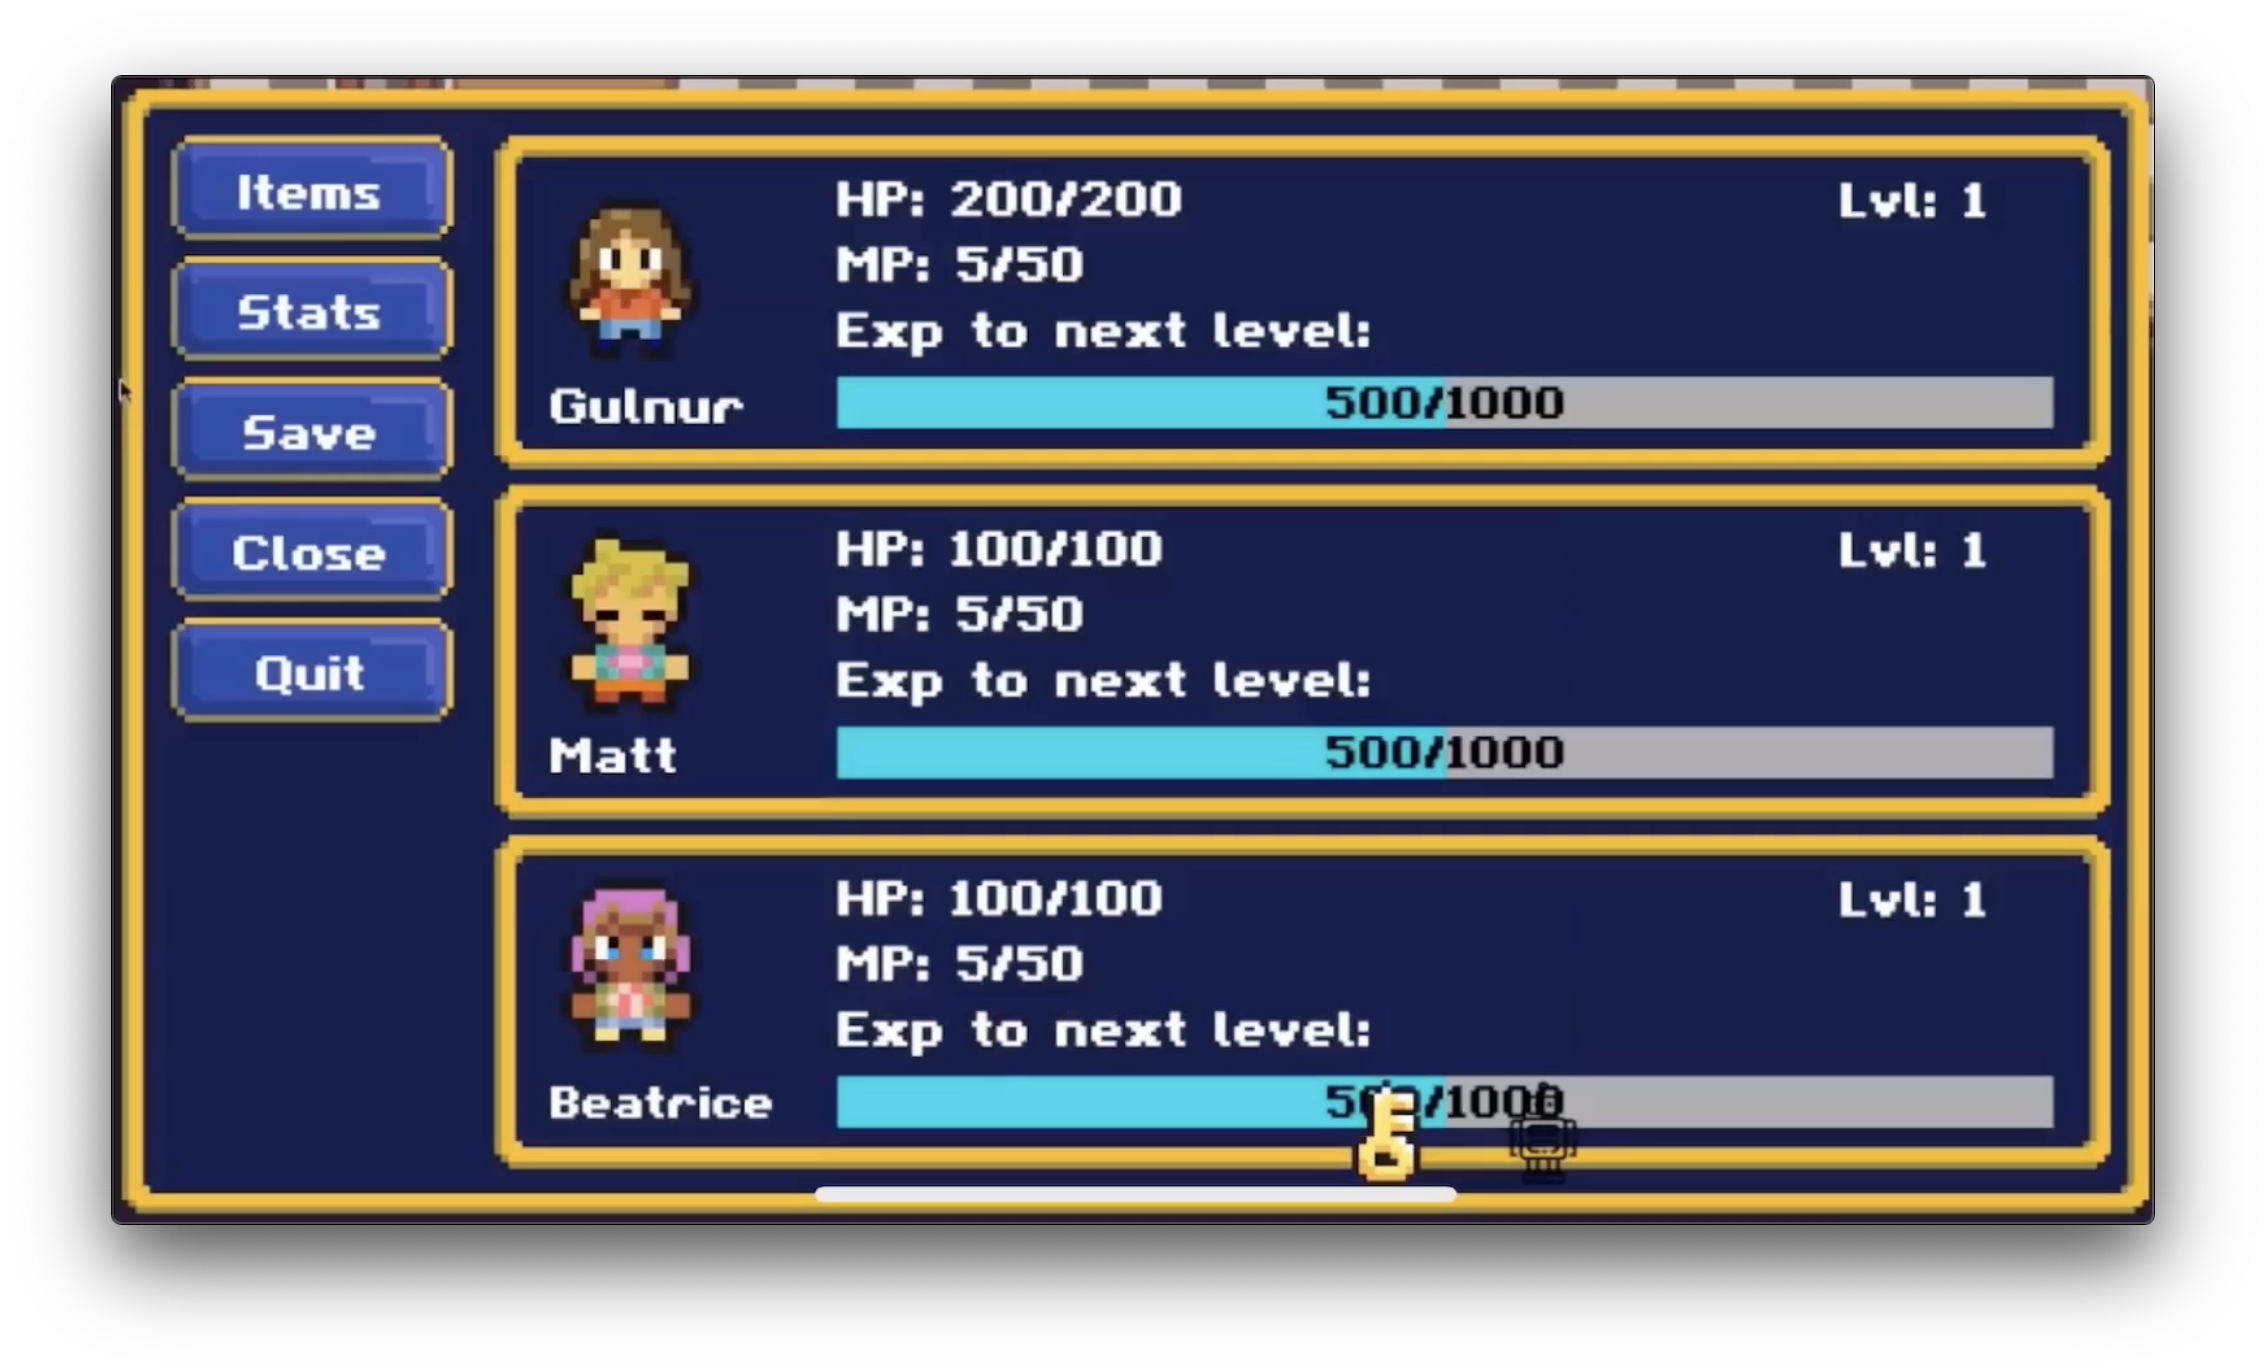 Items
Stats
Save
Close
Quit
HP: 200/200
Lvl: 1
MP: 5/50
Exp to next level:
Gulnur
500/1000
HP: 100/100
Lvl: 1
MP: 5/50
Exp to next level:
Matt
500/1000
HP: 100/100
Lvl: 1
MP: 5/50
Exp to next level:
Beatrice
500/1000